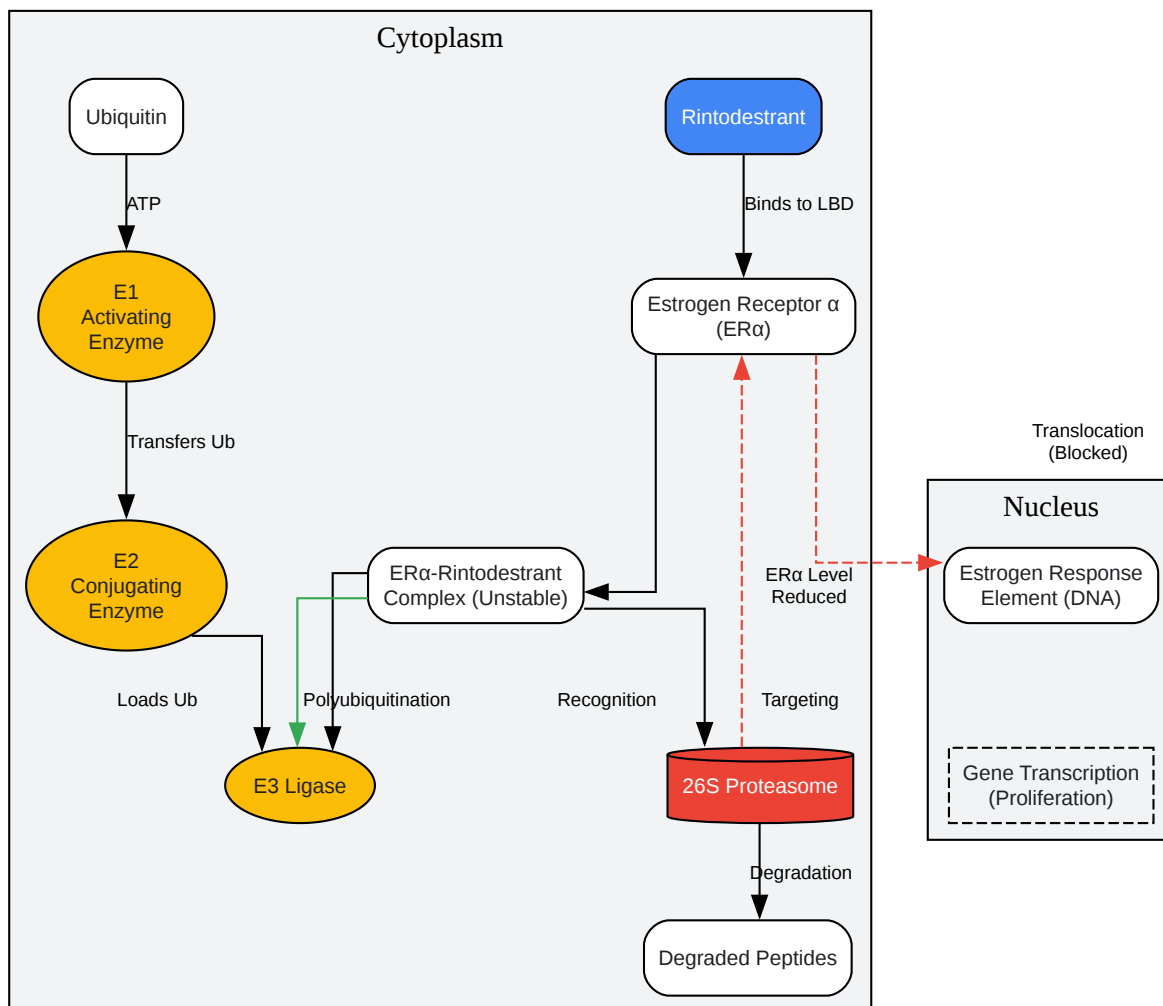 Cytoplasm
Ubiquitin
Rintodestrant
ATP
Binds to LBD
E1
Activating
Enzyme
Estrogen Receptor α
(ERα)
Transfers Ub
Translocation
(Blocked)
Nucleus
E2
Conjugating
Enzyme
ERα-Rintodestrant
Complex (Unstable)
ERα Level
Reduced
Estrogen Response
Element (DNA)
Loads Ub
Polyubiquitination
Recognition
Targeting
E3 Ligase
26S Proteasome
Gene Transcription
(Proliferation)
Degradation
Degraded Peptides